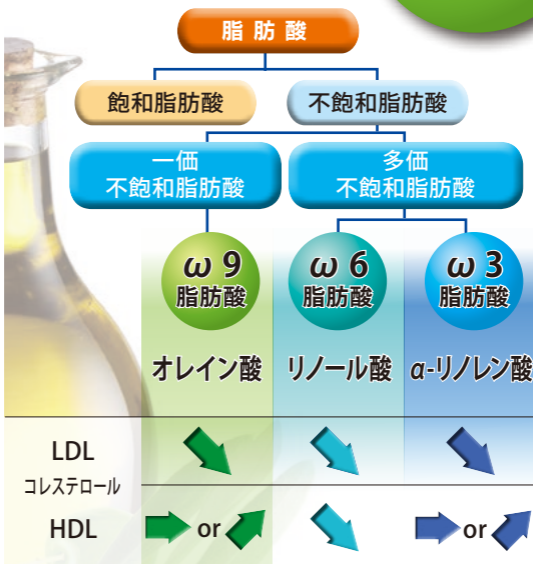 脂肪酸
飽和脂肪酸
不飽和脂肪酸
一価
不飽和脂肪酸
多価
不飽和脂肪酸
ω9
脂肪酸
ω6
脂肪酸
ω3
脂肪酸
オレイン酸
リノール酸
α-リノレン酸
LDL
コレステロール
HDL
or
or